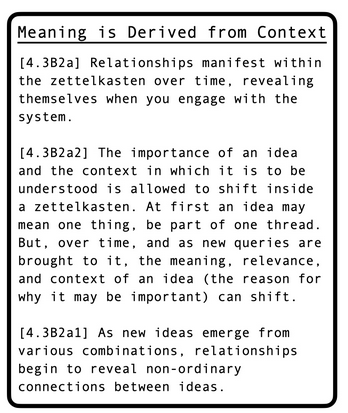 Meaning is Derived from Context
[4.3B2a] Relationships manifest within
the zettelkasten over time, revealing
themselves when you engage with the
system.
[4.3B2a2] The importance of an idea
and the context in which it is to be
understood is allowed to shift inside
a zettelkasten. At first an idea may
mean one thing, be part of one thread.
But, over time, and as new queries are
brought to it, the meaning, relevance,
and context of an idea (the reason for
why it may be important) can shift.
[4.3B2a1] As new ideas emerge from
various combinations, relationships
begin to reveal non-ordinary
connections between ideas.